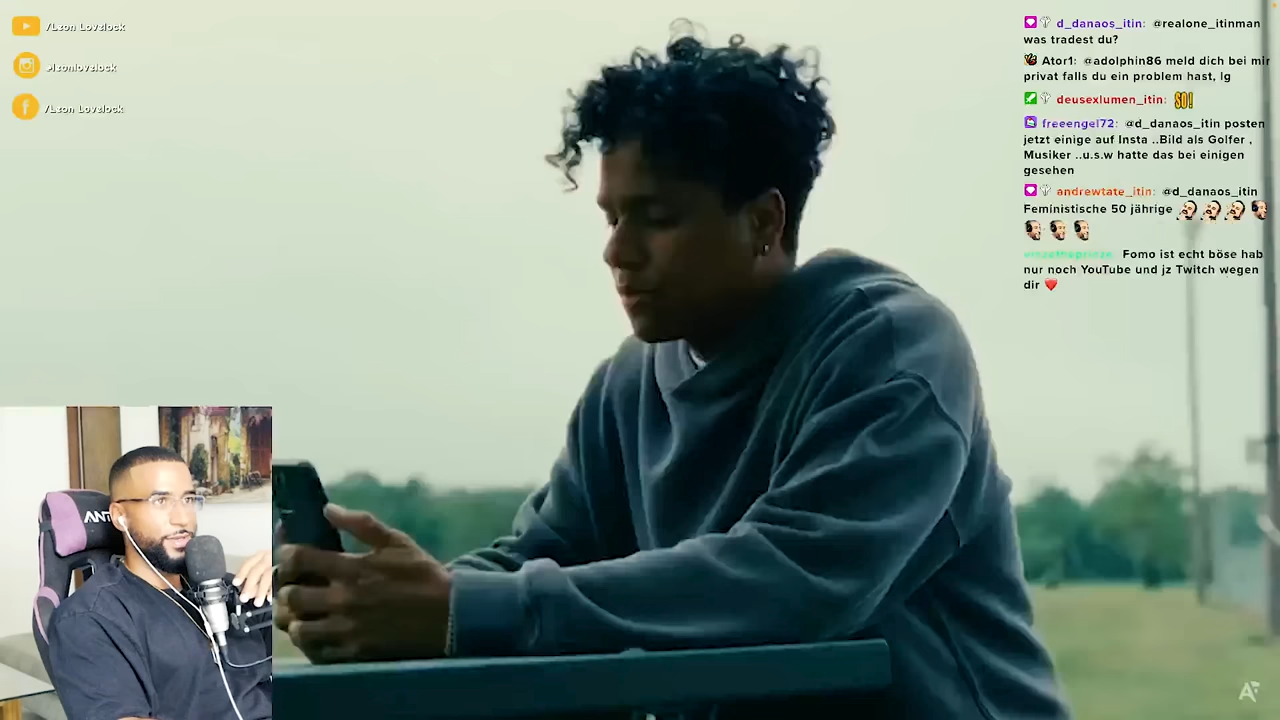 /Leon Lovelock
@leonlovelock
/Leon Lovelock
d_danaos_itin: @realone_itinman
was tradest du?
Ator1: @adolphin86 meld dich bei mir
privat falls du ein problem hast, lg
deusexlumen_itin: SO!
freeengel72: @d_danaos_itin posten
jetzt einige auf Insta ..Bild als Golfer ,
Musiker ..u.s.w hatte das bei einigen
gesehen
andrewtate_itin: @d_danaos_itin
Feministische 50 jährige
Fomo ist echt böse hab
nur noch YouTube und jz Twitch wegen
dir ❤️
ANT